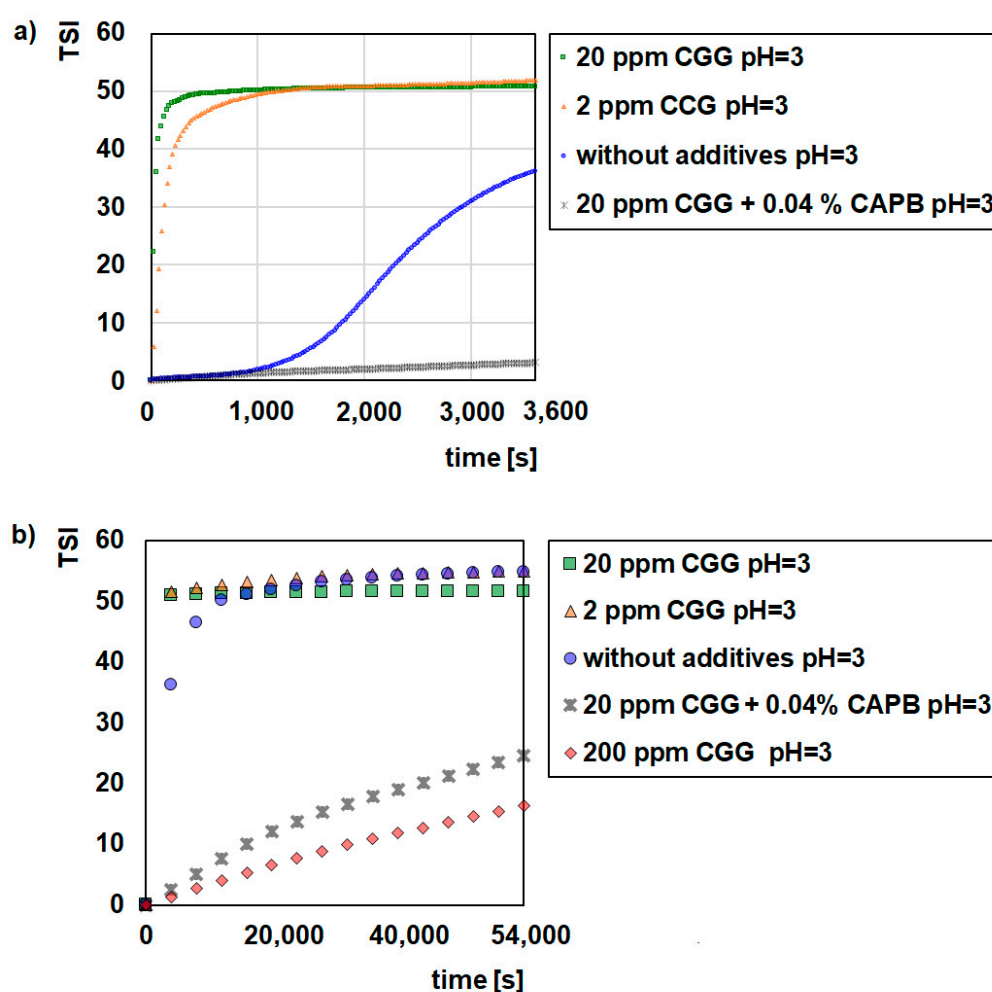 a)
TSI
60
50
40
30
20
10
0
0 1,000 2,000 3,000 3,600
time [s]
20 ppm CGG pH=3
2 ppm CCG pH=3
without additives pH=3
20 ppm CGG + 0.04 % CAPB pH=3
b)
TSI
60
50
40
30
20
10
0
0 20,000 40,000 54,000
time [s]
20 ppm CGG pH=3
2 ppm CGG pH=3
without additives pH=3
20 ppm CGG + 0.04% CAPB pH=3
200 ppm CGG pH=3